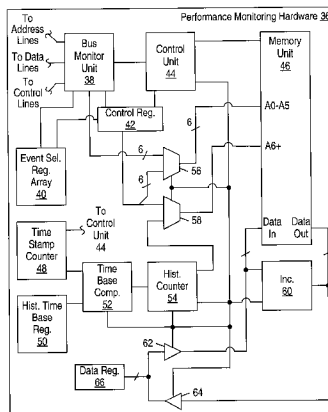 Performance Monitoring Hardware 36
To
Address
Lines
To Data Lines
To
Control
Lines
Bus
Monitor
Unit
38
Control
Unit
44
Memory
Unit
46
Control Reg.
42
Event Sel.
Reg.
Array
40
6
6
6
56
A0-A5
A6+
58
To
Control
Unit
44
Time
Stamp
Counter
48
Data
In
Data
Out
Time
Base
Comp.
52
Hist.
Counter
54
Inc.
60
Hist. Time
Base
Reg.
50
62
Data Reg.
66
64